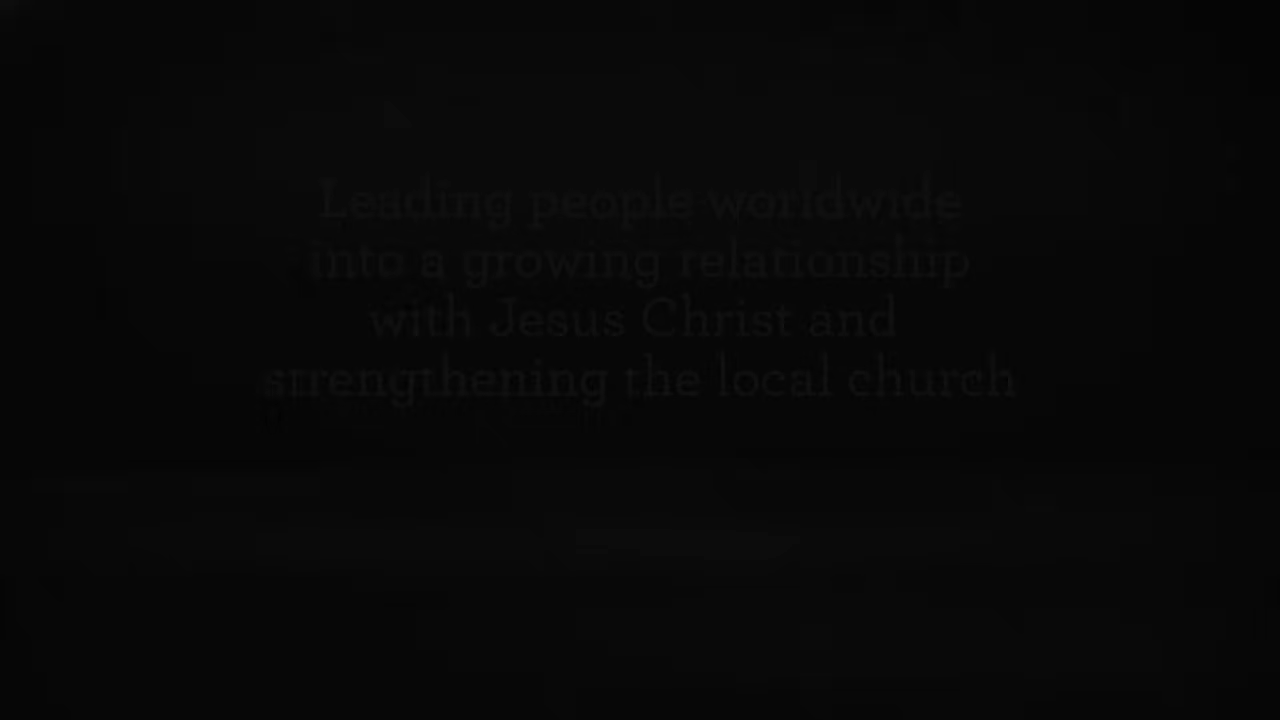 Leading people worldwide
into a growing relationship
with Jesus Christ and
strengthening the local church